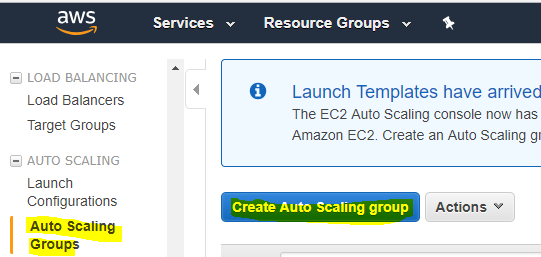 aws
Services
Resource Groups
LOAD BALANCING
Load Balancers
Target Groups
AUTO SCALING
Launch
Configurations
Auto Scaling
Groups
Launch Templates have arrived
The EC2 Auto Scaling console now has
Amazon EC2. Create an Auto Scaling gr
Create Auto Scaling group
Actions